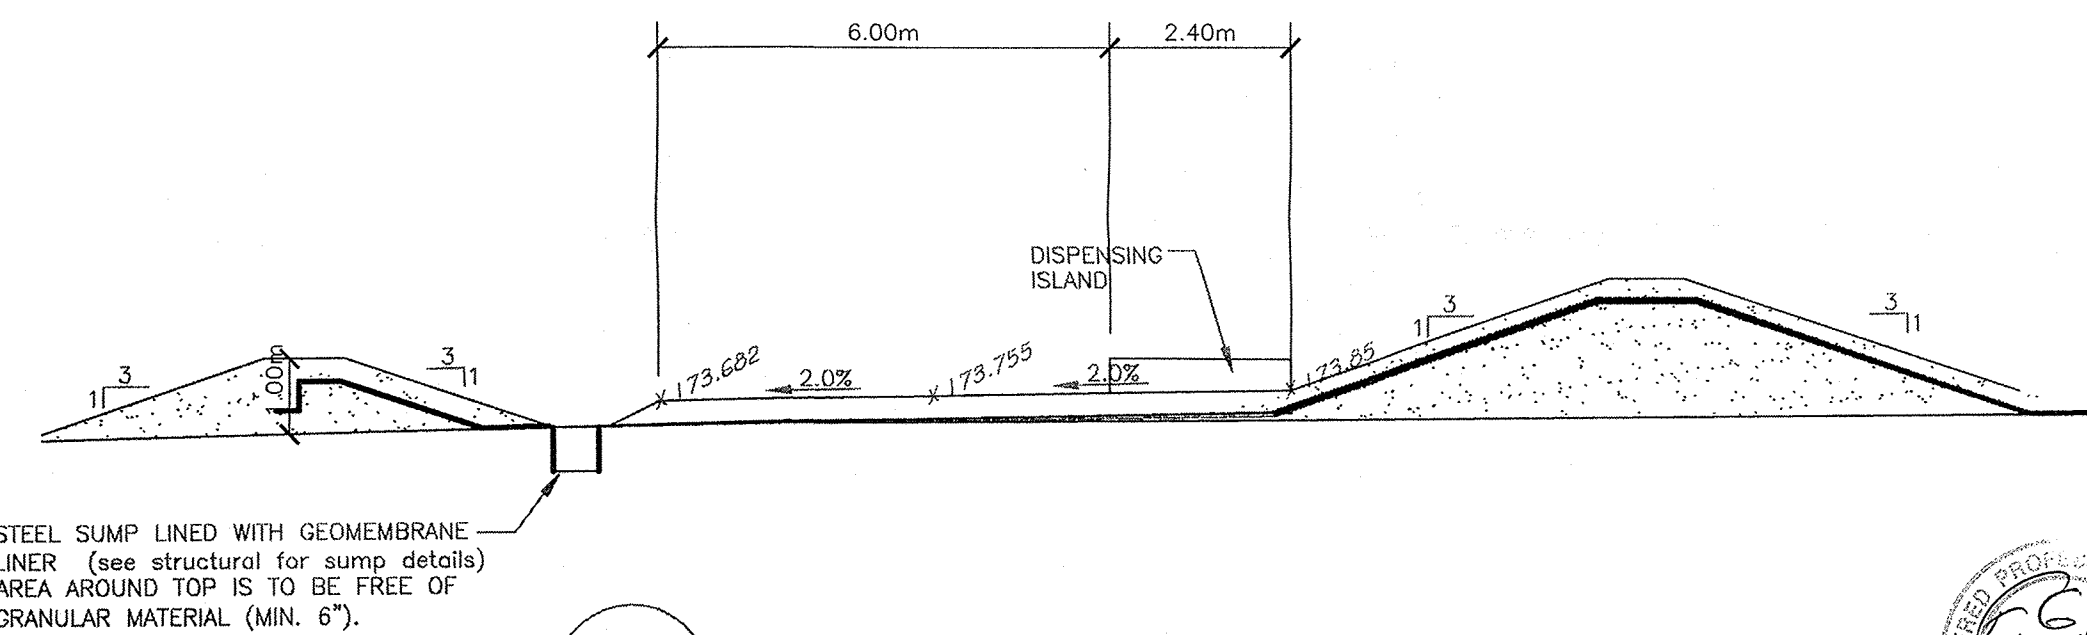 6.00m
2.40m
DISPENSING
ISLAND
3
1
1.00m
3
1
173.682
2.0%
173.755
2.0%
173.85
3
1
3
1
STEEL SUMP LINED WITH GEOMEMBRANE
LINER (see structural for sump details)
AREA AROUND TOP IS TO BE FREE OF
GRANULAR MATERIAL (MIN. 6").